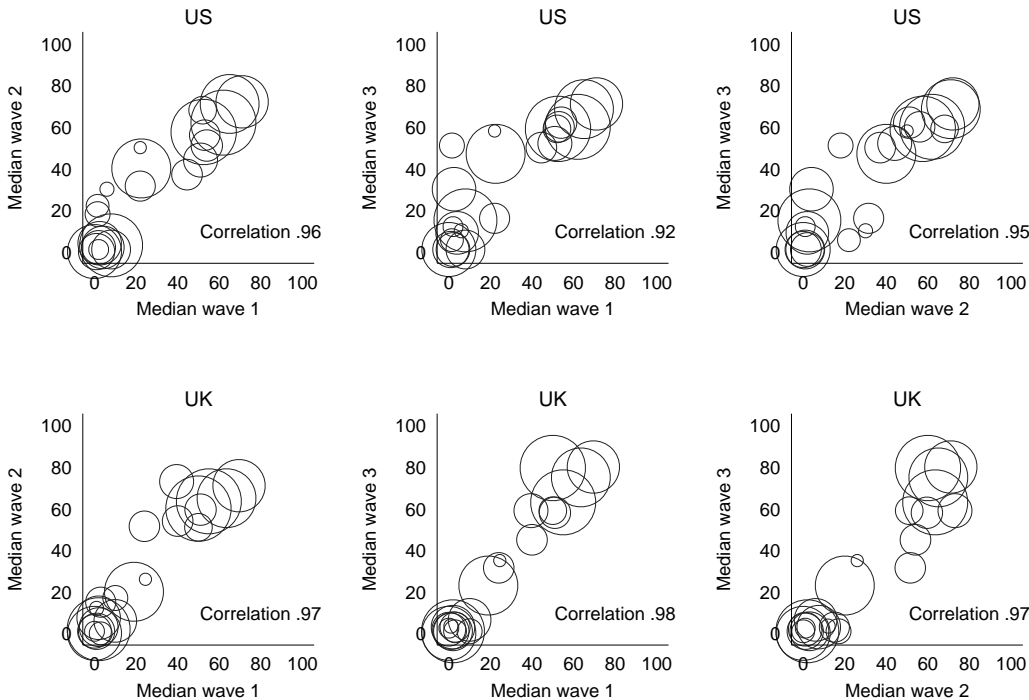 US
Median wave 2
100
80
60
40
20
0
Correlation .96
0 20 40 60 80 100
Median wave 1
US
Median wave 3
100
80
60
40
20
0
Correlation .92
0 20 40 60 80 100
Median wave 1
US
Median wave 3
100
80
60
40
20
0
Correlation .95
0 20 40 60 80 100
Median wave 2
UK
Median wave 2
100
80
60
40
20
0
Correlation .97
0 20 40 60 80 100
Median wave 1
UK
Median wave 3
100
80
60
40
20
0
Correlation .98
0 20 40 60 80 100
Median wave 1
UK
Median wave 3
100
80
60
40
20
0
Correlation .97
0 20 40 60 80 100
Median wave 2